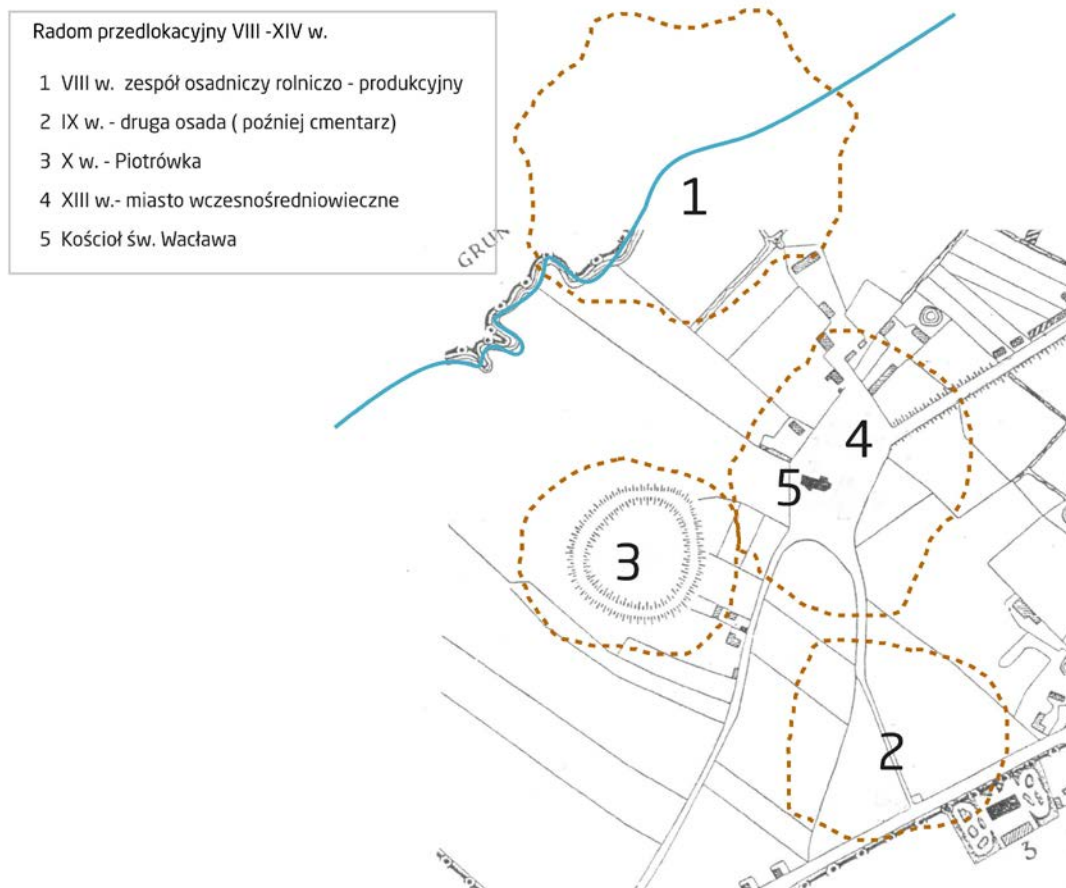 Radom przedlokacyjny VIII -XIV w.
1 VIII w. zespół osadniczy rolniczo - produkcyjny
2 IX w. - druga osada ( poźniej cmentarz)
3 X w. - Piotrówka
4 XIII w.- miasto wczesnośredniowieczne
5 Kościół św. Wacława
GRUN
1
4
5
3
2
3